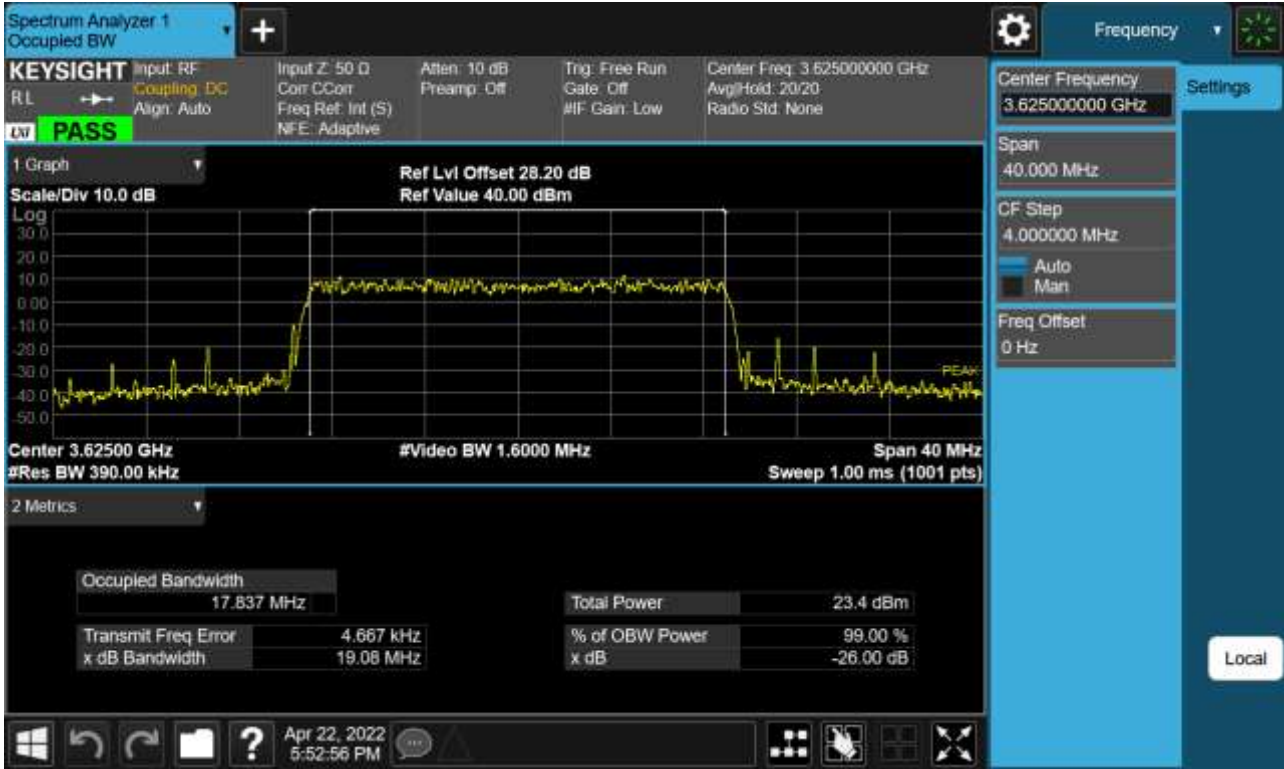 Spectrum Analyzer 1
Occupied BW
+
Frequency
KEYSIGHT
RL
LXI
PASS
Input: RF
Coupling: DC
Align: Auto
Input Z: 50 Ω
Corr CCorr
Freq Ref: Int (S)
NFE: Adaptive
Atten: 10 dB
Preamp: Off
Trig: Free Run
Gate: Off
#IF Gain: Low
Center Freq: 3.625000000 GHz
Avg|Hold: 20/20
Radio Std: None
Center Frequency
3.625000000 GHz
Settings
Span
40.000 MHz
CF Step
4.000000 MHz
Auto
Man
Freq Offset
0 Hz
Local
1 Graph
Scale/Div 10.0 dB
Ref Lvl Offset 28.20 dB
Ref Value 40.00 dBm
Log
30.0
20.0
10.0
0.00
-10.0
-20.0
-30.0
-40.0
-50.0
PEAK
Center 3.62500 GHz
#Video BW 1.6000 MHz
Span 40 MHz
#Res BW 390.00 kHz
Sweep 1.00 ms (1001 pts)
2 Metrics
Occupied Bandwidth
17.837 MHz
Total Power 23.4 dBm
Transmit Freq Error 4.667 kHz
% of OBW Power 99.00 %
x dB Bandwidth 19.08 MHz
x dB -26.00 dB
?
Apr 22, 2022
5:52:56 PM